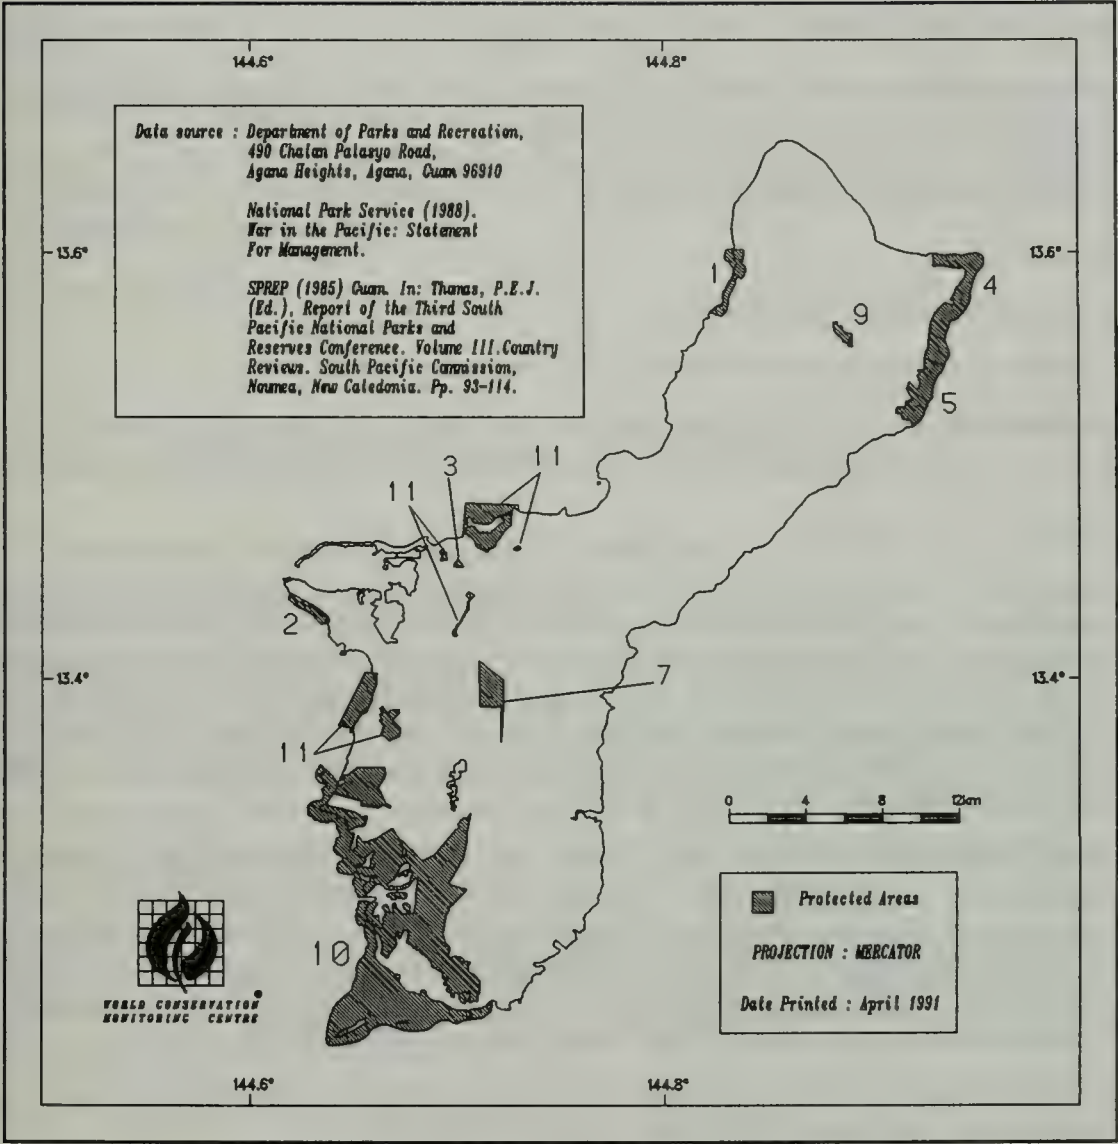 144.6°
144.8°
Data source : Department of Parks and Recreation,
490 Chalan Palasyo Road,
Agana Heights, Agana, Guam 96910
National Park Service (1988).
War in the Pacific: Statement
For Management.
SPREP (1985) Guam. In: Thomas, P.E.J.
(Ed.), Report of the Third South
Pacific National Parks and
Reserves Conference. Volume III.Country
Reviews. South Pacific Commission,
Noumea, New Caledonia. Pp. 93-114.
13.6°
13.6°
1
4
9
5
3
11
11
2
13.4°
13.4°
7
11
0 4 8 12km
Protected Areas
10
PROJECTION : MERCATOR
WORLD CONSERVATION
MONITORING CENTRE
Date Printed : April 1991
144.6°
144.8°